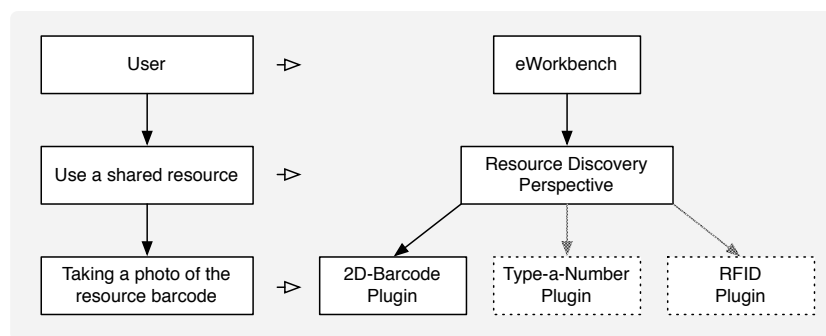 User
eWorkbench
Use a shared resource
Resource Discovery
Perspective
Taking a photo of the
resource barcode
2D-Barcode
Plugin
Type-a-Number
Plugin
RFID
Plugin